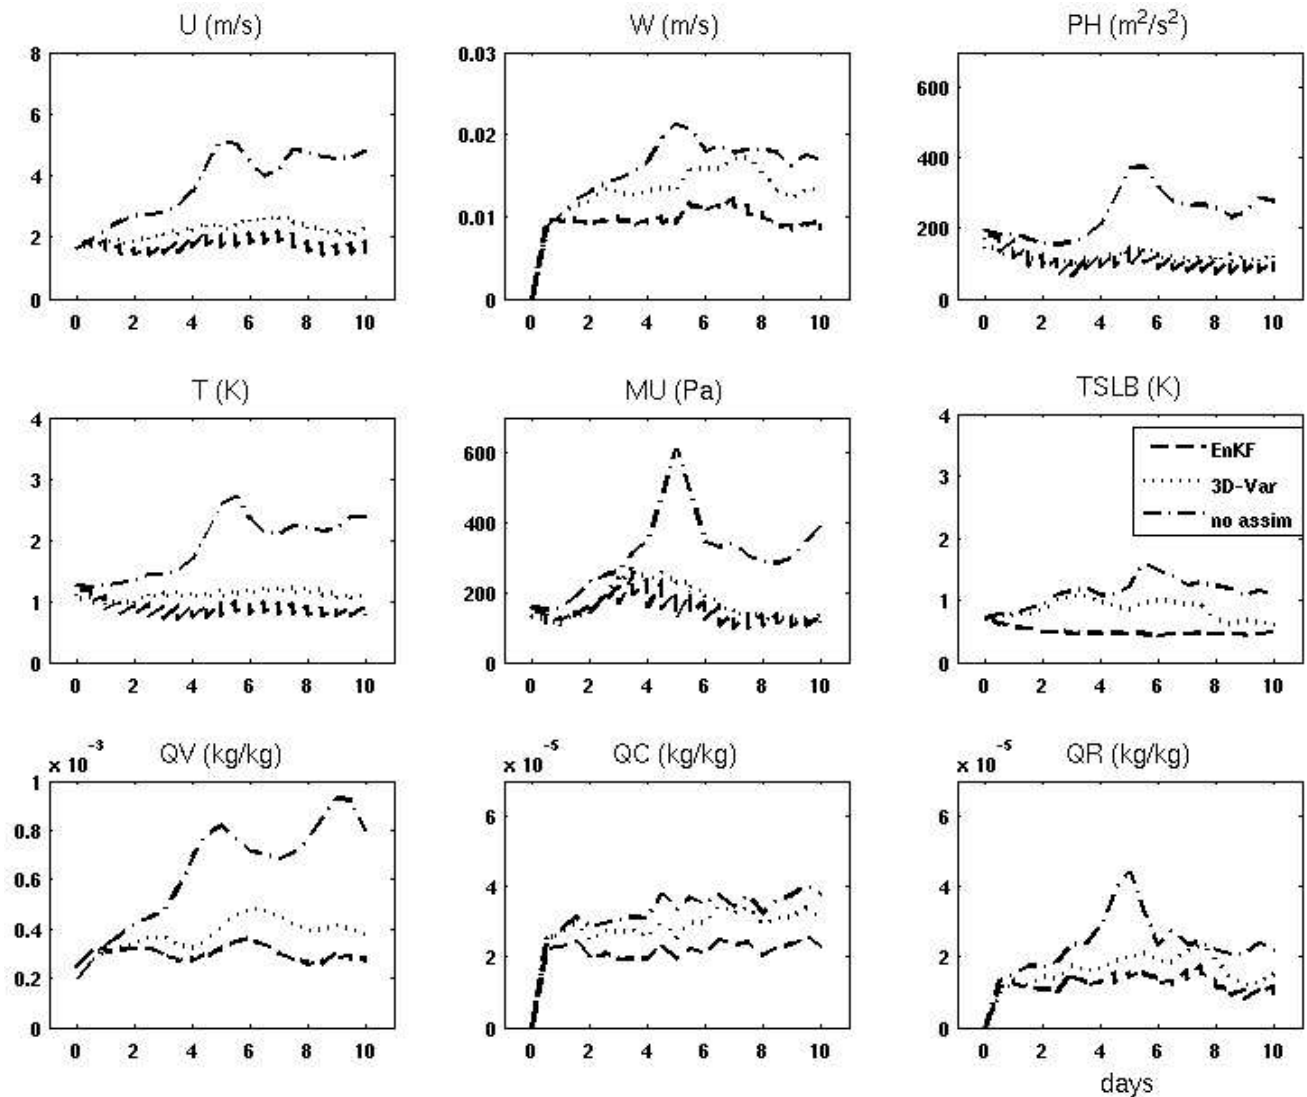 U (m/s)
W (m/s)
PH (m²/s²)
8
6
4
2
0
0 2 4 6 8 10
0.03
0.02
0.01
0
0 2 4 6 8 10
600
400
200
0
0 2 4 6 8 10
T (K)
MU (Pa)
TSLB (K)
4
3
2
1
0
0 2 4 6 8 10
600
400
200
0
0 2 4 6 8 10
4
3
2
1
0
0 2 4 6 8 10
EnKF
3D-Var
no assim
QV (kg/kg)
QC (kg/kg)
QR (kg/kg)
x 10⁻³
1
0.8
0.6
0.4
0.2
0
0 2 4 6 8 10
x 10⁻⁵
6
4
2
0
0 2 4 6 8 10
x 10⁻⁵
6
4
2
0
0 2 4 6 8 10
days